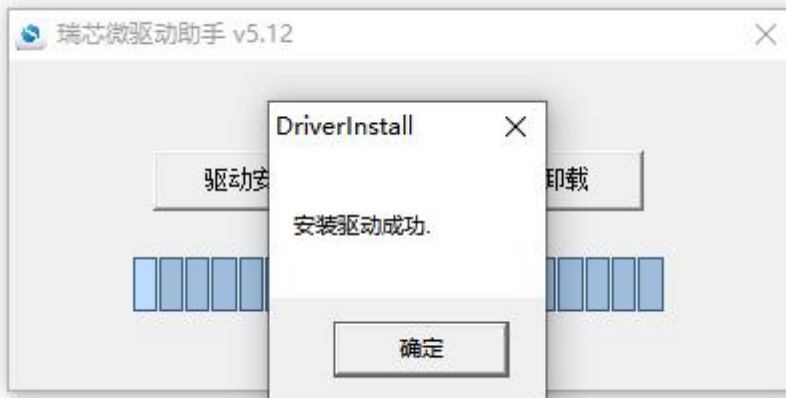 瑞芯微驱动助手 v5.12
DriverInstall
驱动安
卸载
安装驱动成功.
确定